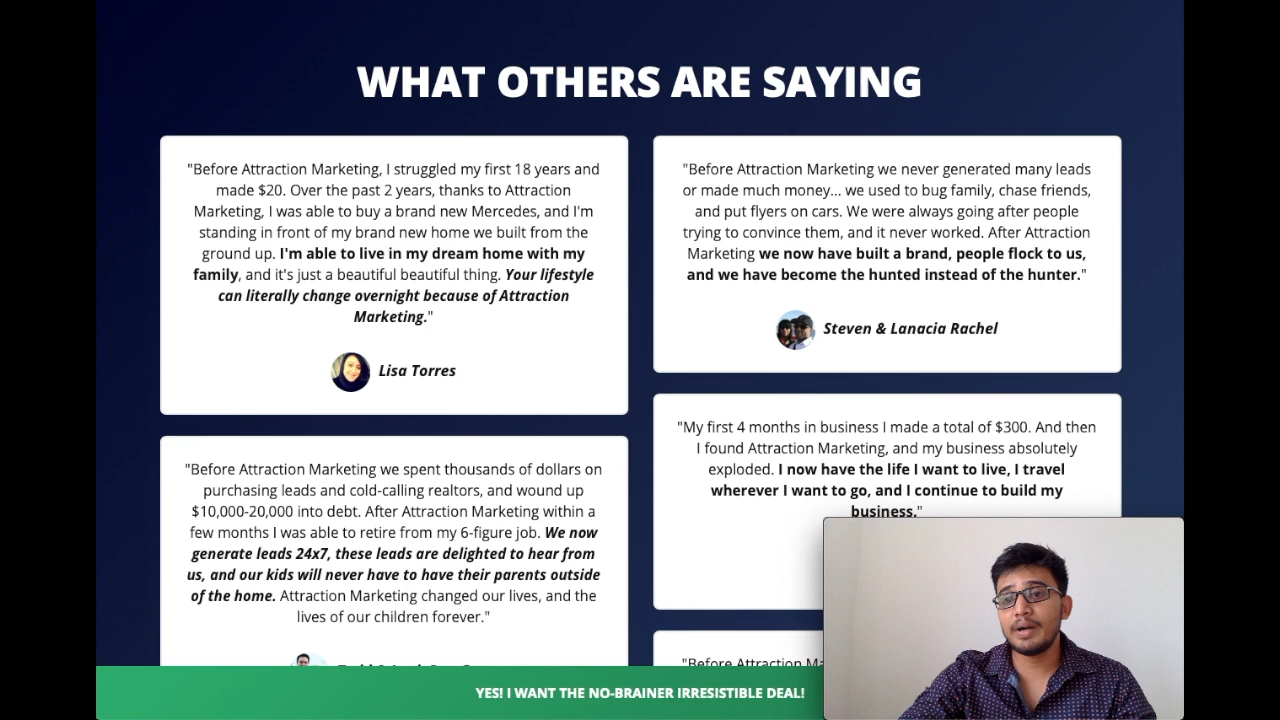 WHAT OTHERS ARE SAYING
"Before Attraction Marketing, I struggled my first 18 years and
made $20. Over the past 2 years, thanks to Attraction
Marketing, I was able to buy a brand new Mercedes, and I'm
standing in front of my brand new home we built from the
ground up. I'm able to live in my dream home with my
family, and it's just a beautiful beautiful thing. Your lifestyle
can literally change overnight because of Attraction
Marketing."
Lisa Torres
"Before Attraction Marketing we spent thousands of dollars on
purchasing leads and cold-calling realtors, and wound up
$10,000-20,000 into debt. After Attraction Marketing within a
few months I was able to retire from my 6-figure job. We now
generate leads 24x7, these leads are delighted to hear from
us, and our kids will never have to have their parents outside
of the home. Attraction Marketing changed our lives, and the
lives of our children forever."
"Before Attraction Marketing we never generated many leads
or made much money... we used to bug family, chase friends,
and put flyers on cars. We were always going after people
trying to convince them, and it never worked. After Attraction
Marketing we now have built a brand, people flock to us,
and we have become the hunted instead of the hunter."
Steven & Lanacia Rachel
"My first 4 months in business I made a total of $300. And then
I found Attraction Marketing, and my business absolutely
exploded. I now have the life I want to live, I travel
wherever I want to go, and I continue to build my
business."
"Before Attraction
YES! I WANT THE NO-BRAINER IRRESISTIBLE DEAL!